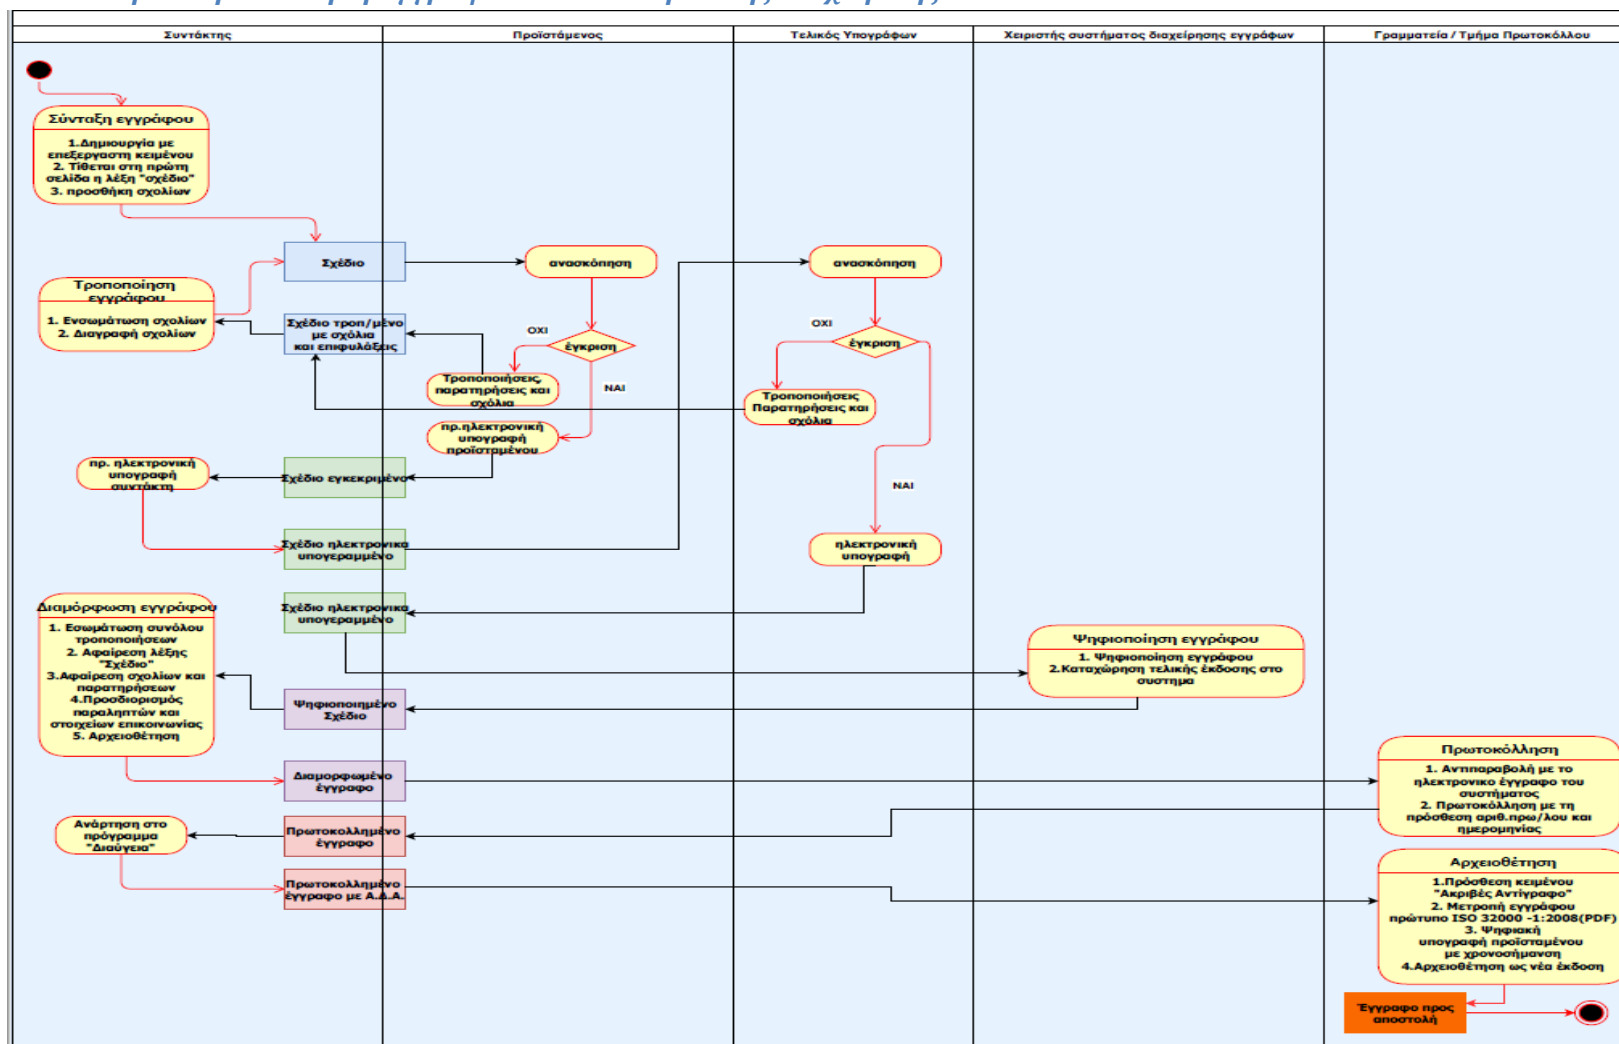 Συντάκτης
Προϊστάμενος
Τελικός Υπογράφων
Χειριστής συστήματος διαχείρησης εγγράφων
Γραμματεία / Τμήμα Πρωτοκόλλου
Σύνταξη εγγράφου
1.Δημιουργία με
επεξεργαστη κειμένου
2. Τίθεται στη πρώτη
σελίδα η λέξη "σχέδιο"
3. προσθήκη σχολίων
Σχέδιο
ανασκόπηση
ανασκόπηση
Τροποποίηση
εγγράφου
1. Ενσωμάτωση σχολίων
2. Διαγραφή σχολίων
Σχέδιο τροπ/μένο
με σχόλια
και επιφυλάξεις
ΟΧΙ
έγκριση
ΝΑΙ
ΟΧΙ
έγκριση
Τροποποιήσεις,
παρατηρήσεις και
σχόλια
Τροποποιήσεις
Παρατηρήσεις και
σχόλια
πρ.ηλεκτρονική
υπογραφή
προϊσταμένου
πρ. ηλεκτρονική
υπογραφή
συντάκτη
Σχέδιο εγκεκριμένο
ΝΑΙ
Σχέδιο ηλεκτρονικα
υπογεραμμένο
ηλεκτρονική
υπογραφή
Διαμόρφωση εγγράφου
1. Εσωμάτωση συνόλου
τροποποιήσεων
2. Αφαίρεση λέξης
"Σχέδιο"
3.Αφαίρεση σχολίων και
παρατηρήσεων
4.Προσδιορισμός
παραληπτών και
στοιχείων επικοινωνίας
5. Αρχειοθέτηση
Σχέδιο ηλεκτρονικα
υπογεραμμένο
Ψηφιοποίηση εγγράφου
1. Ψηφιοποίηση εγγράφου
2.Καταχώρηση τελικής έκδοσης στο
συστημα
Ψηφιοποιημένο
Σχέδιο
Διαμορφωμένο
έγγραφο
Πρωτοκόλληση
1. Αντιπαραβολή με το
ηλεκτρονικο έγγραφο του
συστήματος
2. Πρωτοκόλληση με τη
πρόσθεση αριθ.πρω/λου και
ημερομηνίας
Ανάρτηση στο
πρόγραμμα
"Διαύγεια"
Πρωτοκολλημένο
έγγραφο
Πρωτοκολλημένο
έγγραφο με Α.Δ.Α.
Αρχειοθέτηση
1.Πρόσθεση κειμένου
"Ακριβές Αντίγραφο"
2. Μετροπή εγγράφου
πρώτυπο ISO 32000 -1:2008(PDF)
3. Ψηφιακή
υπογραφή προϊσταμένου
με χρονοσήμανση
4.Αρχειοθέτηση ως νέα έκδοση
Έγγραφο προς
αποστολή